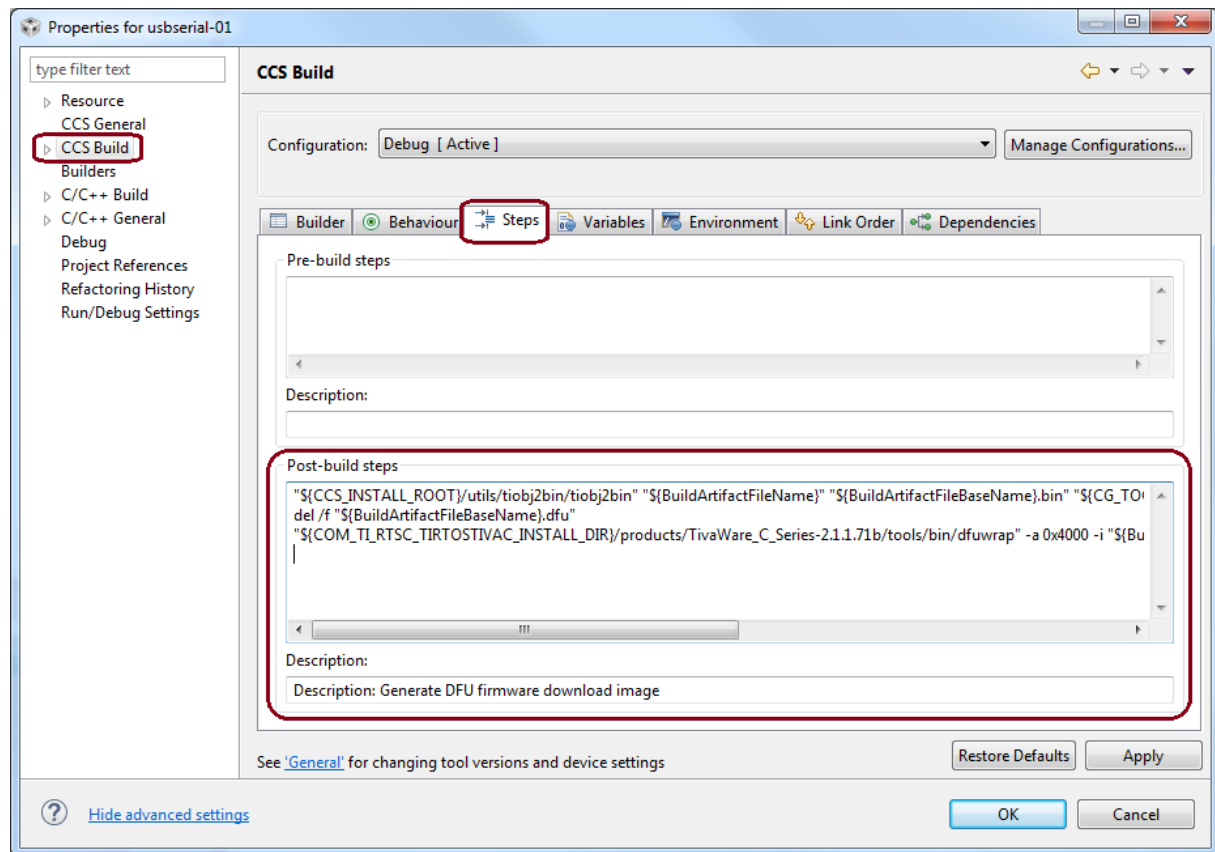 Properties for usbserial-01
type filter text
Resource
CCS General
CCS Build
Builders
C/C++ Build
C/C++ General
Debug
Project References
Refactoring History
Run/Debug Settings
CCS Build
Configuration: Debug [ Active ] Manage Configurations...
Builder Behaviour Steps Variables Environment Link Order Dependencies
Pre-build steps
Description:
Post-build steps
"${CCS_INSTALL_ROOT}/utils/tiobj2bin/tiobj2bin" "${BuildArtifactFileName}" "${BuildArtifactFileBaseName}.bin" "${CG_TO
del /f "${BuildArtifactFileBaseName}.dfu"
"${COM_TI_RTSC_TIRTOSTIVAC_INSTALL_DIR}/products/TivaWare_C_Series-2.1.1.71b/tools/bin/dfuwrap" -a 0x4000 -i "${Bu
Description:
Description: Generate DFU firmware download image
See 'General' for changing tool versions and device settings
Restore Defaults Apply
Hide advanced settings
OK Cancel